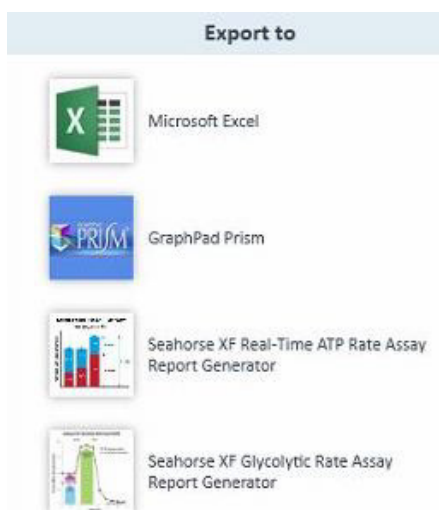 Export to
X
Microsoft Excel
PRISM
GraphPad Prism
Seahorse XF Real-Time ATP Rate Assay
Report Generator
Seahorse XF Glycolytic Rate Assay
Report Generator